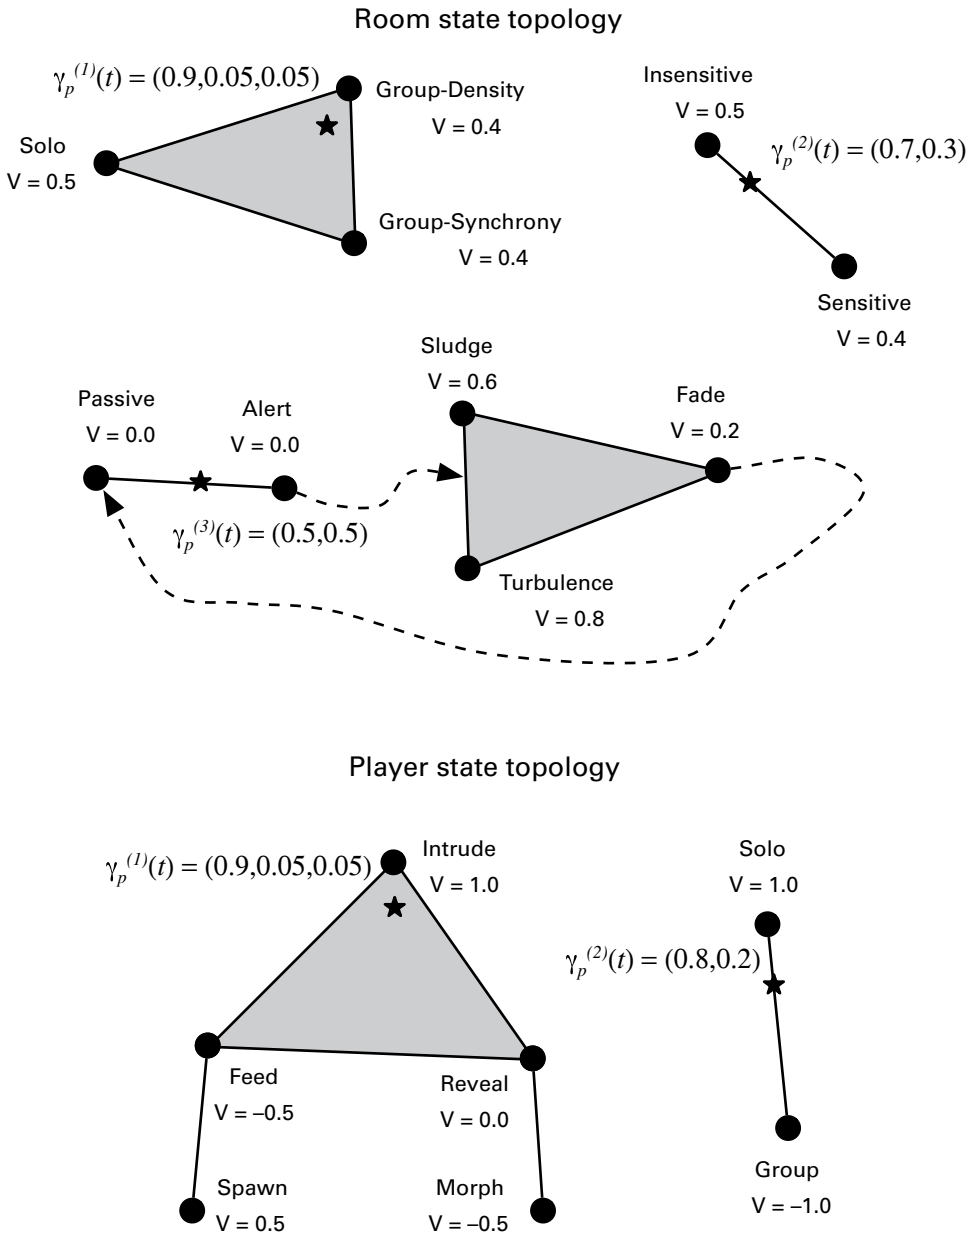 Room state topology
γp(1)(t) = (0.9,0.05,0.05)
Group-Density
V = 0.4
Solo
V = 0.5
Group-Synchrony
V = 0.4
Insensitive
V = 0.5
γp(2)(t) = (0.7,0.3)
Sensitive
V = 0.4
Passive
V = 0.0
Alert
V = 0.0
γp(3)(t) = (0.5,0.5)
Sludge
V = 0.6
Fade
V = 0.2
Turbulence
V = 0.8
Player state topology
γp(1)(t) = (0.9,0.05,0.05)
Intrude
V = 1.0
Feed
V = –0.5
Reveal
V = 0.0
Spawn
V = 0.5
Morph
V = –0.5
Solo
V = 1.0
γp(2)(t) = (0.8,0.2)
Group
V = –1.0